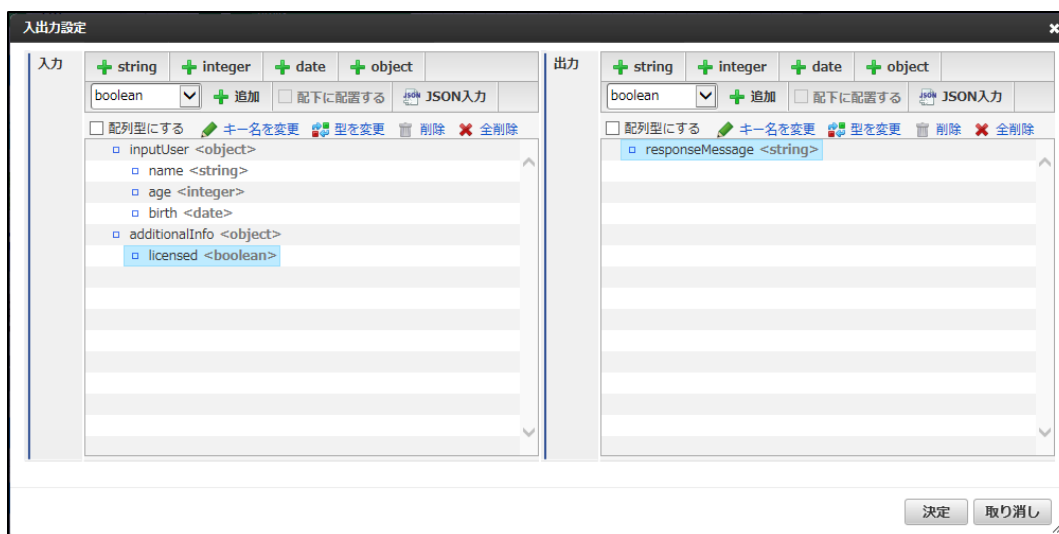 入出力設定
入力
string integer date object
boolean 追加 配下に配置する JSON JSON入力
配列型にする キー名を変更 型を変更 削除 全削除
inputUser <object>
name <string>
age <integer>
birth <date>
additionalInfo <object>
licensed <boolean>
出力
string integer date object
boolean 追加 配下に配置する JSON JSON入力
配列型にする キー名を変更 型を変更 削除 全削除
responseMessage <string>
決定 取り消し